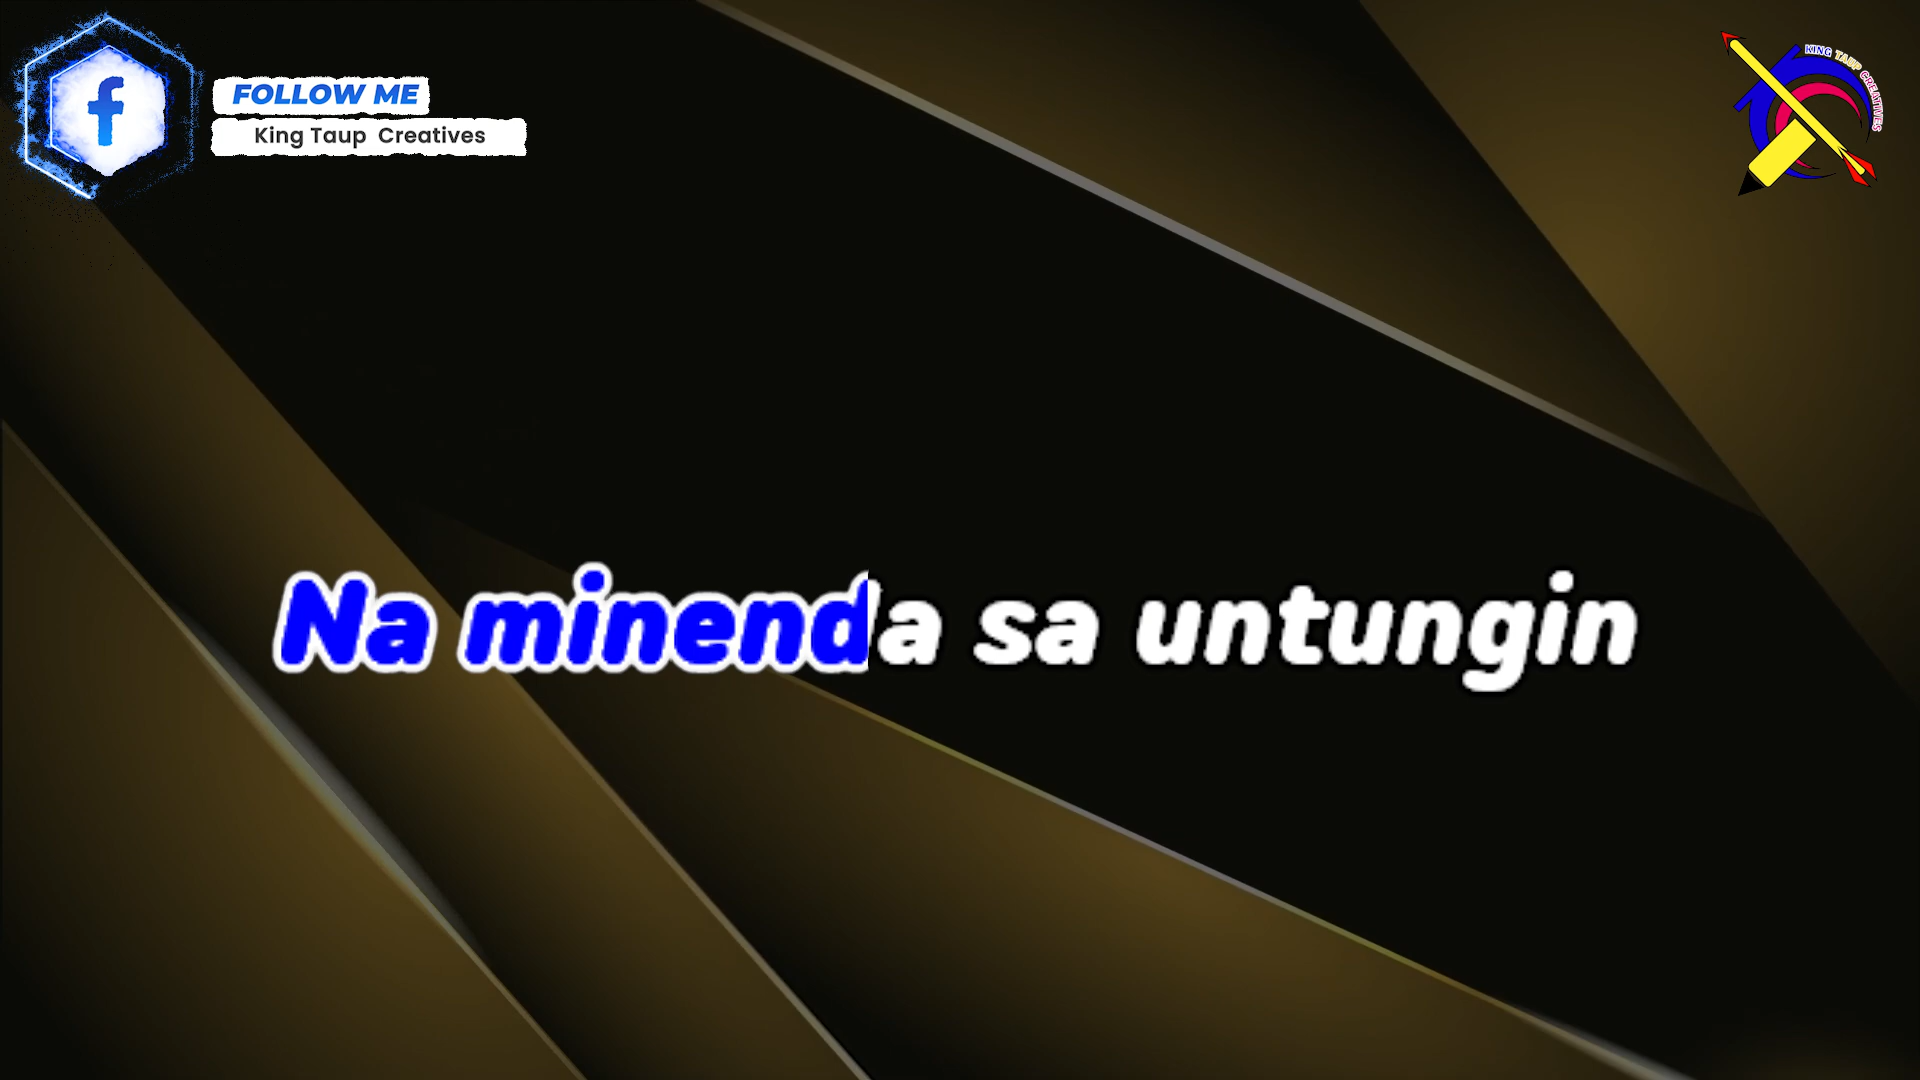 FOLLOW ME
King Taup Creatives
KING TAUP CREATIVES
Na minenda sa untungin